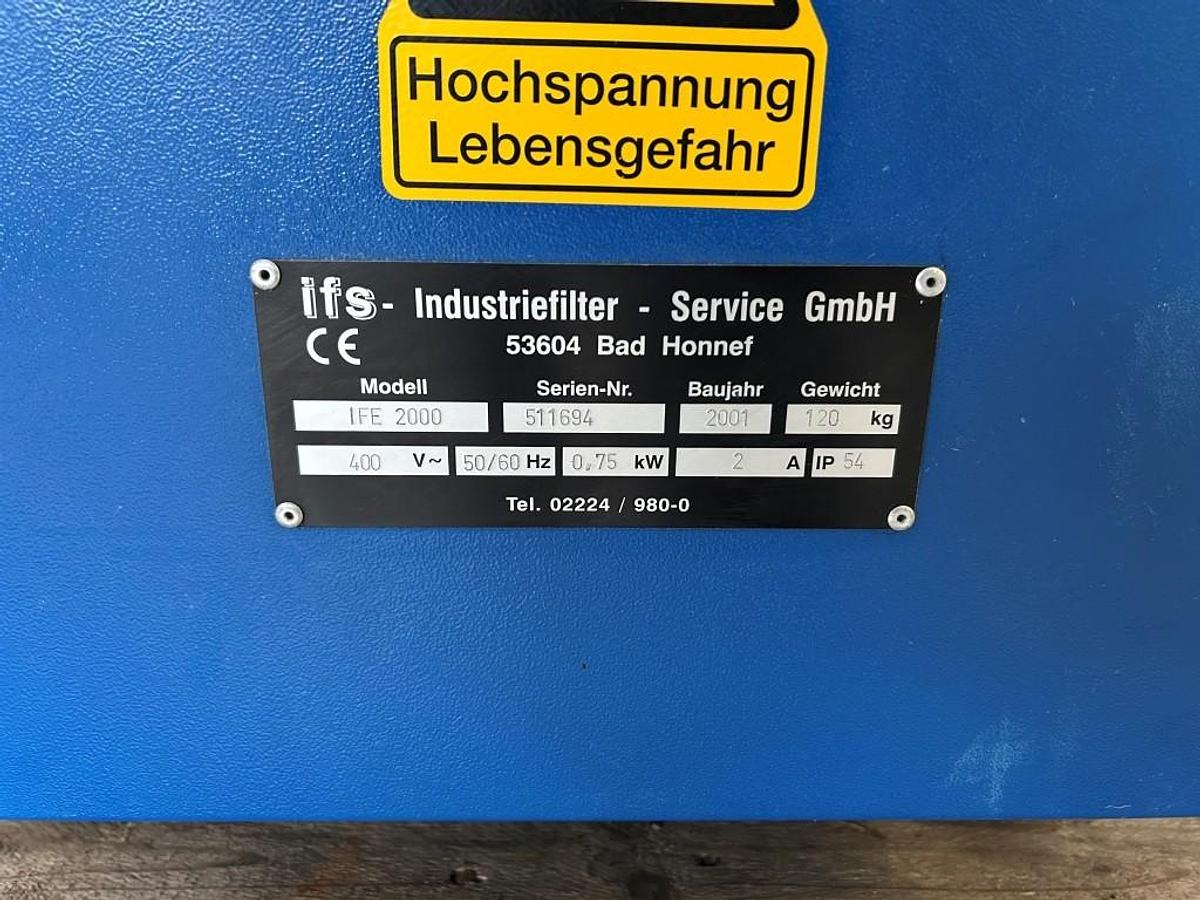 Hochspannung
Lebensgefahr
ifs - Industriefilter - Service GmbH
CE 53604 Bad Honnef
Modell Serien-Nr. Baujahr Gewicht
IFE 2000 511694 2001 120 kg
400 V~ 50/60 Hz 0,75 kW 2 A IP 54
Tel. 02224 / 980-0